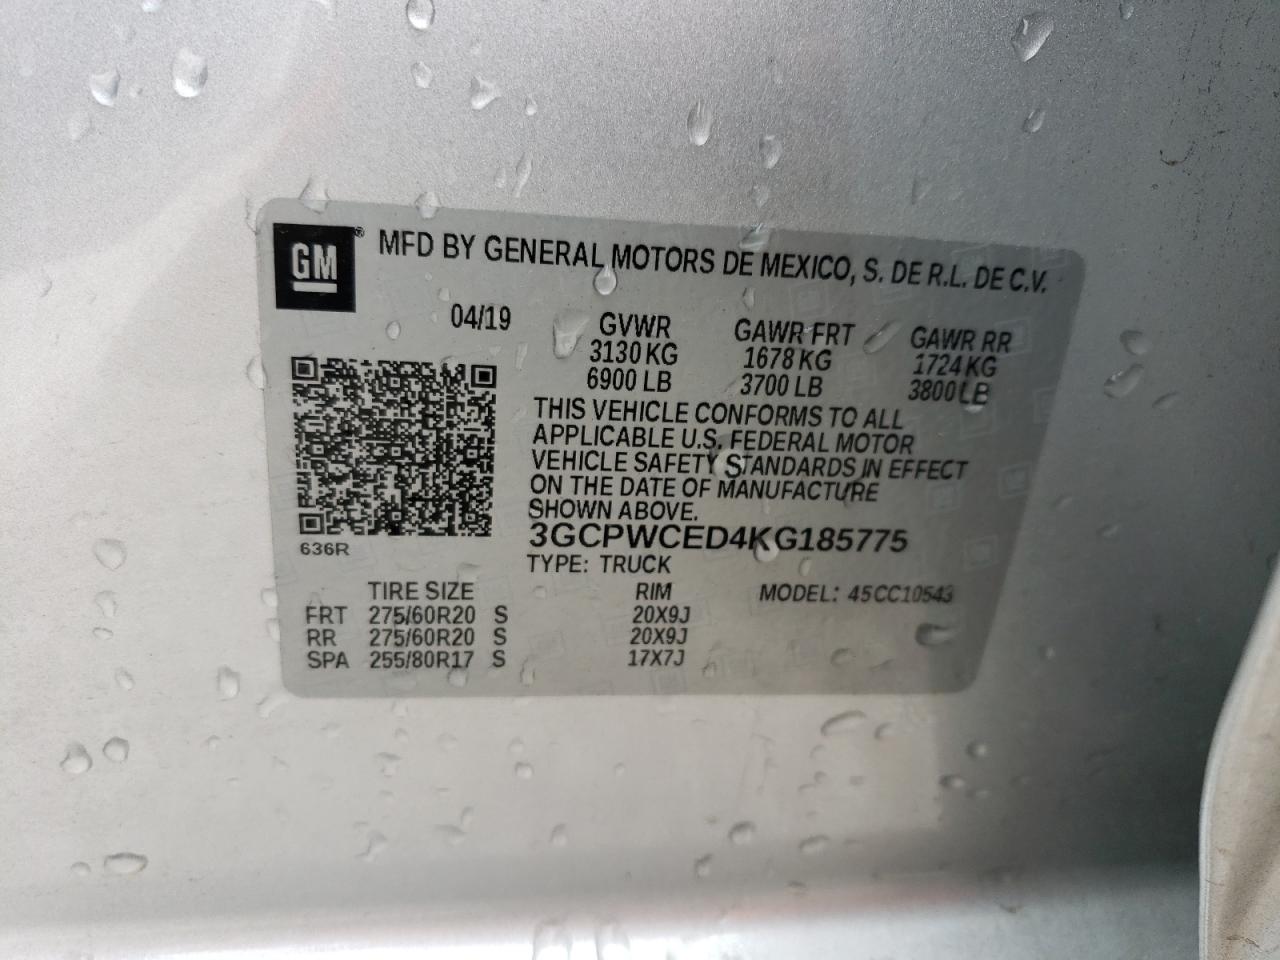 GM ® MFD BY GENERAL MOTORS DE MEXICO, S. DE R.L. DE C.V.
04/19 GVWR GAWR FRT GAWR RR
3130 KG 1678 KG 1724 KG
6900 LB 3700 LB 3800 LB
THIS VEHICLE CONFORMS TO ALL
APPLICABLE U.S. FEDERAL MOTOR
VEHICLE SAFETY STANDARDS IN EFFECT
ON THE DATE OF MANUFACTURE
SHOWN ABOVE.
3GCPWCED4KG185775
636R
TYPE: TRUCK
TIRE SIZE RIM MODEL: 45CC10543
FRT 275/60R20 S 20X9J
RR 275/60R20 S 20X9J
SPA 255/80R17 S 17X7J